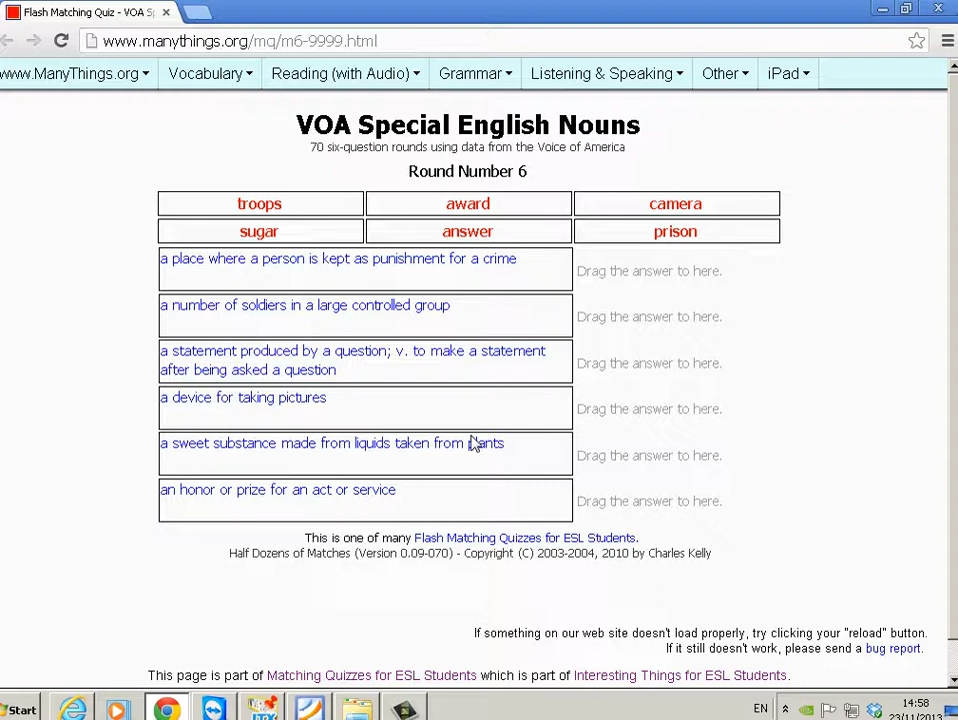 Flash Matching Quiz - VOA S
www.manythings.org/mq/m6-9999.html
www.ManyThings.org Vocabulary Reading (with Audio) Grammar Listening & Speaking Other iPad
VOA Special English Nouns
70 six-question rounds using data from the Voice of America
Round Number 6
troops award camera
sugar answer prison
a place where a person is kept as punishment for a crime
Drag the answer to here.
a number of soldiers in a large controlled group
Drag the answer to here.
a statement produced by a question; v. to make a statement
after being asked a question
Drag the answer to here.
a device for taking pictures
Drag the answer to here.
a sweet substance made from liquids taken from plants
Drag the answer to here.
an honor or prize for an act or service
Drag the answer to here.
This is one of many Flash Matching Quizzes for ESL Students.
Half Dozens of Matches (Version 0.09-070) - Copyright (C) 2003-2004, 2010 by Charles Kelly
If something on our web site doesn't load properly, try clicking your "reload" button.
If it still doesn't work, please send a bug report.
This page is part of Matching Quizzes for ESL Students which is part of Interesting Things for ESL Students.
Start EN 14:58
23/11/2013